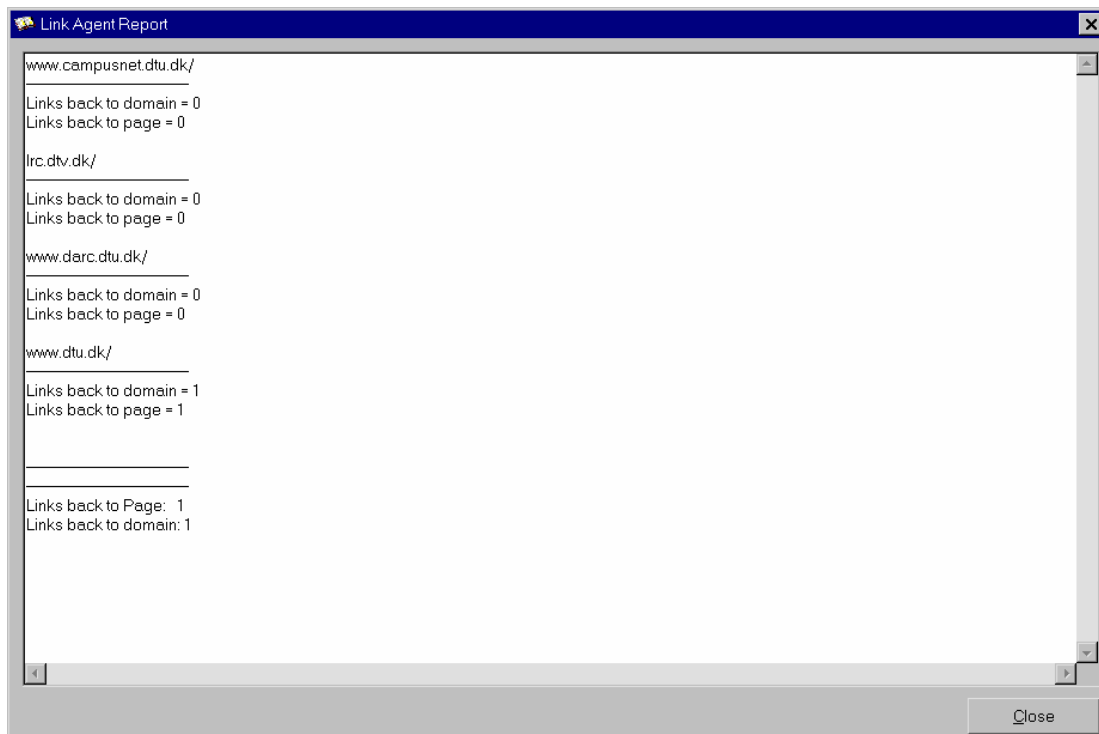 Link Agent Report
www.campusnet.dtu.dk/
Links back to domain = 0
Links back to page = 0
lrc.dtv.dk/
Links back to domain = 0
Links back to page = 0
www.darc.dtu.dk/
Links back to domain = 0
Links back to page = 0
www.dtu.dk/
Links back to domain = 1
Links back to page = 1
Links back to Page: 1
Links back to domain: 1
Close